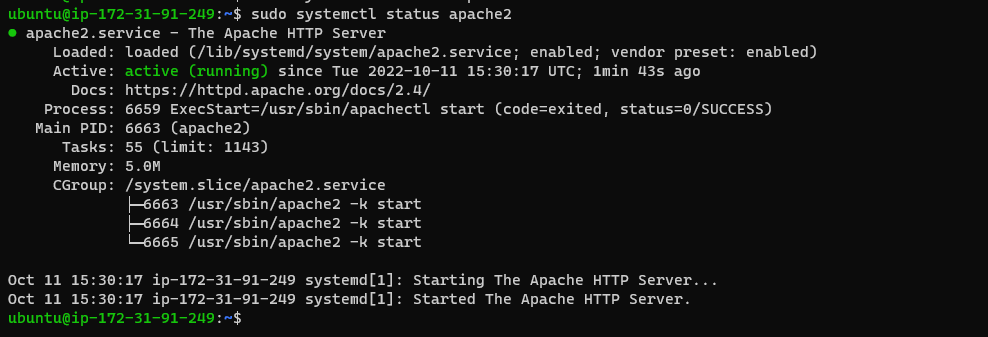 ubuntu@ip-172-31-91-249:~$ sudo systemctl status apache2
● apache2.service - The Apache HTTP Server
     Loaded: loaded (/lib/systemd/system/apache2.service; enabled; vendor preset: enabled)
     Active: active (running) since Tue 2022-10-11 15:30:17 UTC; 1min 43s ago
       Docs: https://httpd.apache.org/docs/2.4/
    Process: 6659 ExecStart=/usr/sbin/apachectl start (code=exited, status=0/SUCCESS)
   Main PID: 6663 (apache2)
      Tasks: 55 (limit: 1143)
     Memory: 5.0M
     CGroup: /system.slice/apache2.service
             ├─6663 /usr/sbin/apache2 -k start
             ├─6664 /usr/sbin/apache2 -k start
             └─6665 /usr/sbin/apache2 -k start
Oct 11 15:30:17 ip-172-31-91-249 systemd[1]: Starting The Apache HTTP Server...
Oct 11 15:30:17 ip-172-31-91-249 systemd[1]: Started The Apache HTTP Server.
ubuntu@ip-172-31-91-249:~$